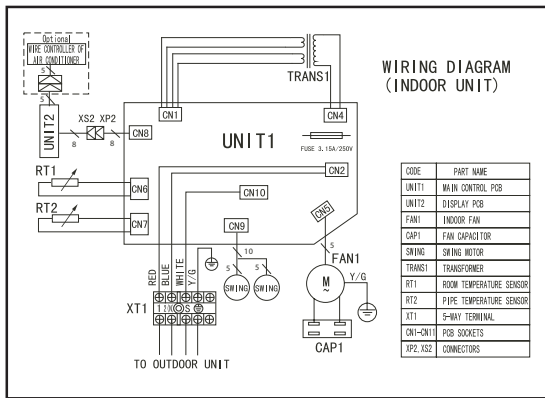 Optional
WIRE CONTROLLER OF
AIR CONDITIONER
5
5
UNIT2
XS2 XP2
8
8
CN8
CN1
TRANS1
CN4
UNIT1
FUSE 3.15A/250V
CN2
CN10
CN9
CN5
RT1
CN6
RT2
CN7
RED
BLUE
WHITE
Y/G
10
5
5
SWING
SWING
5
FAN1
M
~
Y/G
CAP1
XT1
S
TO OUTDOOR UNIT
WIRING DIAGRAM
(INDOOR UNIT)
CODE PART NAME
UNIT1 MAIN CONTROL PCB
UNIT2 DISPLAY PCB
FAN1 INDOOR FAN
CAP1 FAN CAPACITOR
SWING SWING MOTOR
TRANS1 TRANSFORMER
RT1 ROOM TEMPERATURE SENSOR
RT2 PIPE TEMPERATURE SENSOR
XT1 5-WAY TERMINAL
CN1-CN11 PCB SOCKETS
XP2, XS2 CONNECTORS